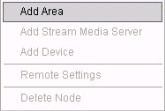 Add Area
Add Stream Media Server
Add Device
Remote Settings
Delete Node